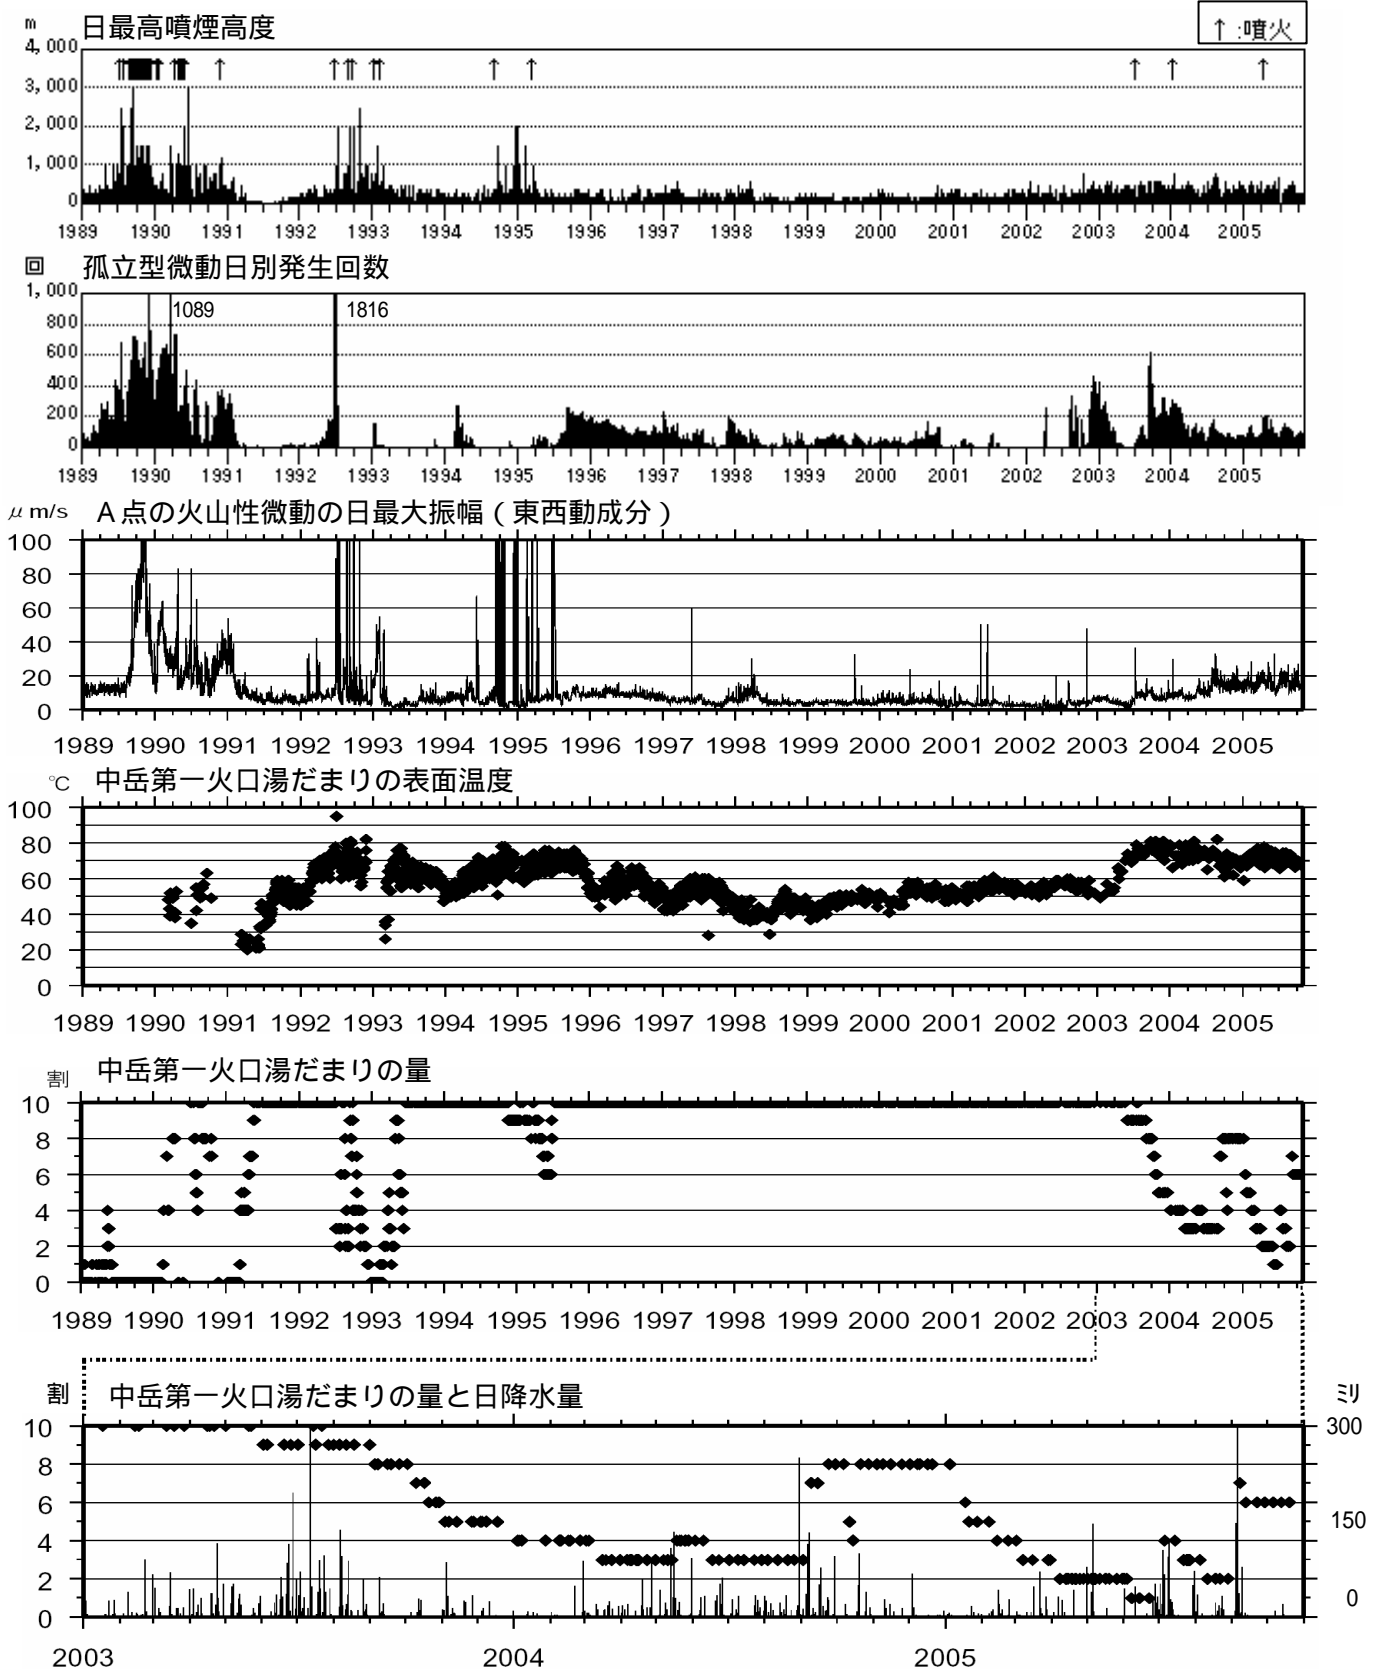 m 日最高噴煙高度
↑:噴火
4,000
3,000
2,000
1,000
0
1989 1990 1991 1992 1993 1994 1995 1996 1997 1998 1999 2000 2001 2002 2003 2004 2005
回 孤立型微動日別発生回数
1,000
1089 1816
800
600
400
200
0
1989 1990 1991 1992 1993 1994 1995 1996 1997 1998 1999 2000 2001 2002 2003 2004 2005
μm/s A点の火山性微動の日最大振幅(東西動成分)
100
80
60
40
20
0
1989 1990 1991 1992 1993 1994 1995 1996 1997 1998 1999 2000 2001 2002 2003 2004 2005
℃ 中岳第一火口湯だまりの表面温度
100
80
60
40
20
0
1989 1990 1991 1992 1993 1994 1995 1996 1997 1998 1999 2000 2001 2002 2003 2004 2005
割 中岳第一火口湯だまりの量
10
8
6
4
2
0
1989 1990 1991 1992 1993 1994 1995 1996 1997 1998 1999 2000 2001 2002 2003 2004 2005
割 中岳第一火口湯だまりの量と日降水量 ミリ
10 300
8
6
150
4
2
0
0
2003 2004 2005